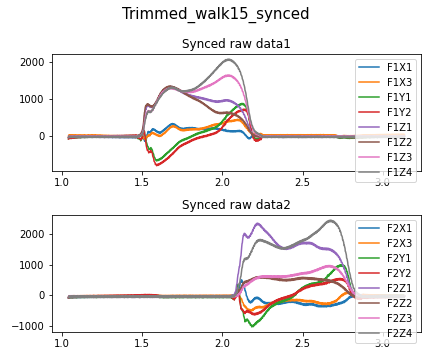 Trimmed_walk15_synced
Synced raw data1
2000
1000
0
1.0 1.5 2.0 2.5 3.0
F1X1
F1X3
F1Y1
F1Y2
F1Z1
F1Z2
F1Z3
F1Z4
Synced raw data2
2000
1000
0
−1000
1.0 1.5 2.0 2.5 3.0
F2X1
F2X3
F2Y1
F2Y2
F2Z1
F2Z2
F2Z3
F2Z4